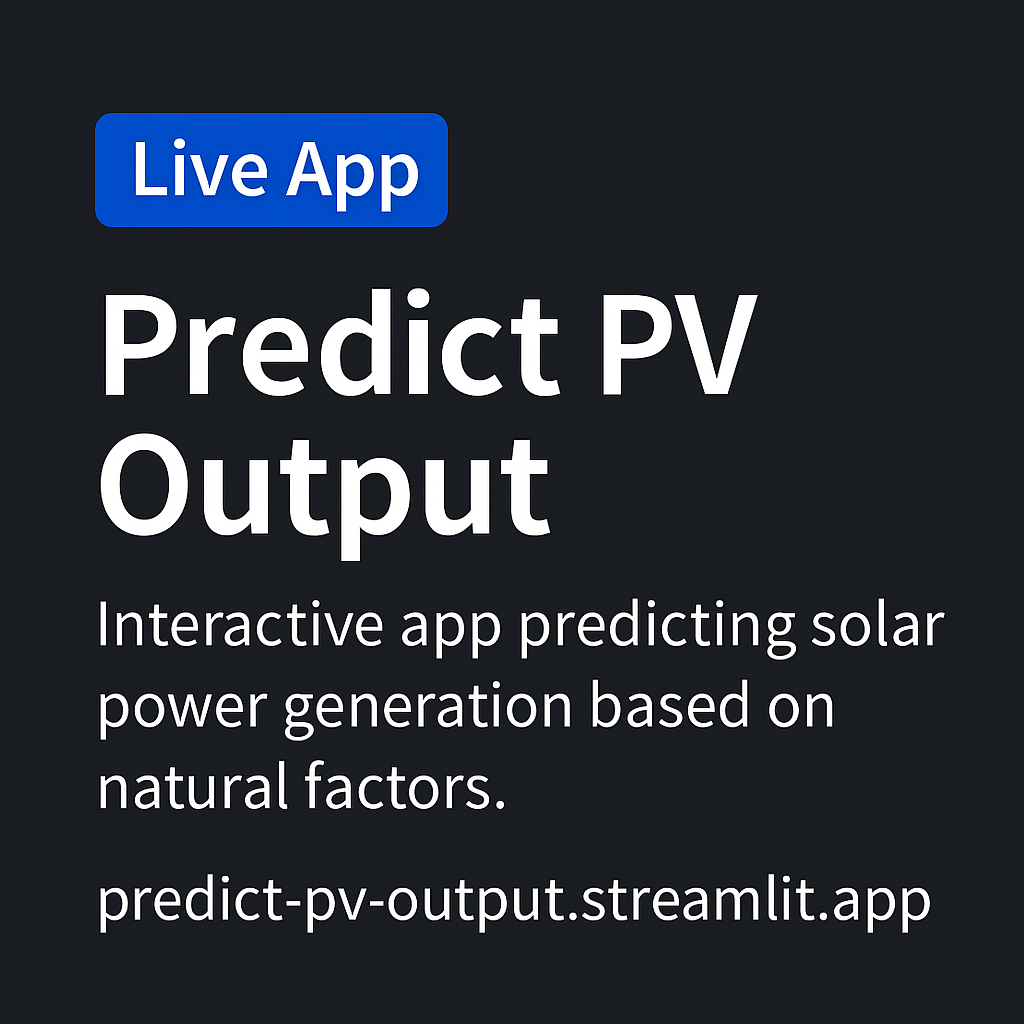 Live App
Predict PV
Output
Interactive app predicting solar
power generation based on
natural factors.
predict-pv-output.streamlit.app